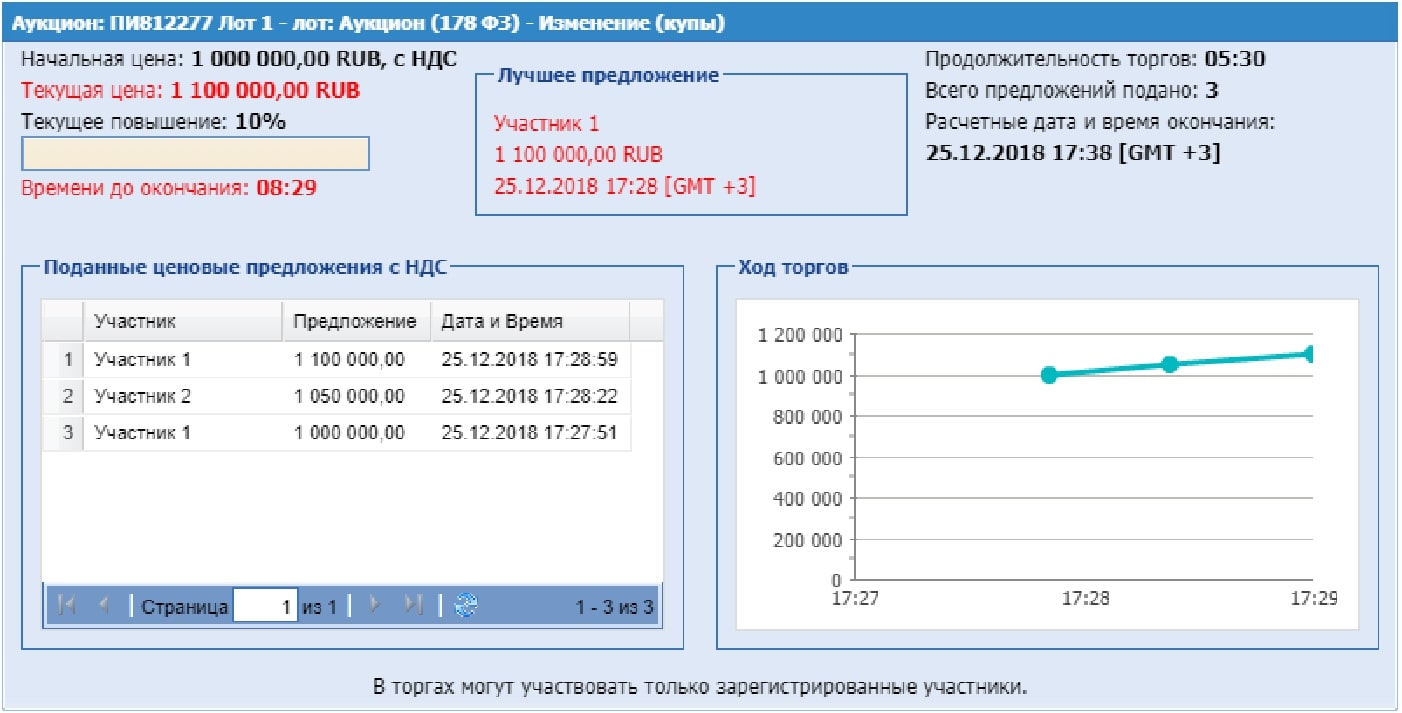 Аукцион: ПИ812277 Лот 1 - лот: Аукцион (178 ФЗ) - Изменение (купы)
Начальная цена: 1 000 000,00 RUB, с НДС
Текущая цена: 1 100 000,00 RUB
Текущее повышение: 10%
Времени до окончания: 08:29
Лучшее предложение
Участник 1
1 100 000,00 RUB
25.12.2018 17:28 [GMT +3]
Продолжительность торгов: 05:30
Всего предложений подано: 3
Расчетные дата и время окончания:
25.12.2018 17:38 [GMT +3]
Поданные ценовые предложения с НДС
Участник Предложение Дата и Время
1 Участник 1 1 100 000,00 25.12.2018 17:28:59
2 Участник 2 1 050 000,00 25.12.2018 17:28:22
3 Участник 1 1 000 000,00 25.12.2018 17:27:51
Страница 1 из 1 1 - 3 из 3
Ход торгов
1 200 000
1 000 000
800 000
600 000
400 000
200 000
0
17:27 17:28 17:29
В торгах могут участвовать только зарегистрированные участники.